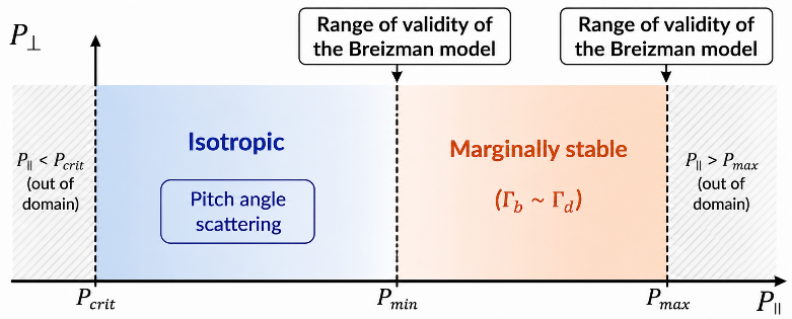 P⊥
Range of validity of
the Breizman model
Range of validity of
the Breizman model
P∥ < Pcrit
(out of
domain)
Isotropic
Pitch angle
scattering
Marginally stable
(Γb ~ Γd)
P∥ > Pmax
(out of
domain)
Pcrit
Pmin
Pmax
P∥